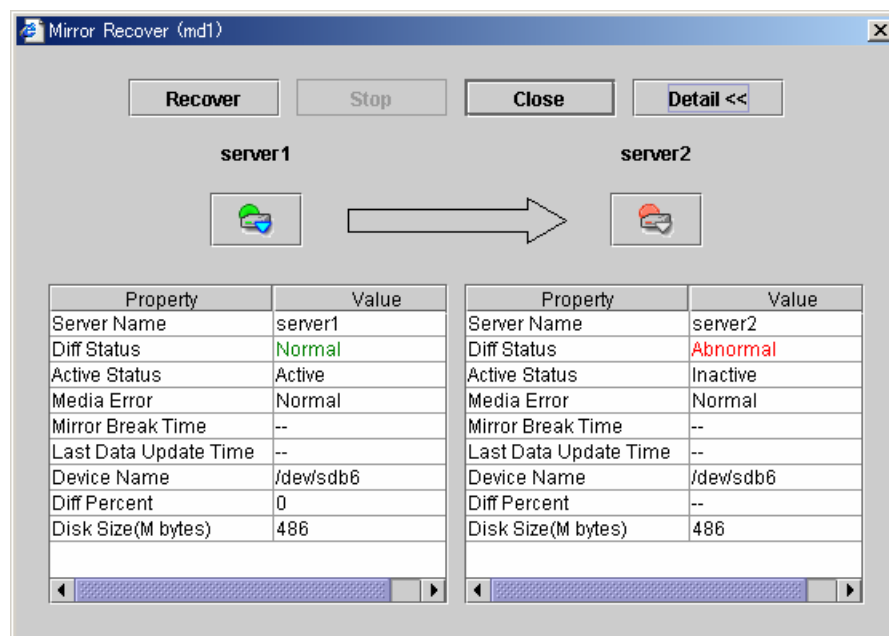 Mirror Recover (md1)
Recover Stop Close Detail <<
server1 server2
Property Value
Server Name server1
Diff Status Normal
Active Status Active
Media Error Normal
Mirror Break Time --
Last Data Update Time --
Device Name /dev/sdb6
Diff Percent 0
Disk Size(M bytes) 486
Property Value
Server Name server2
Diff Status Abnormal
Active Status Inactive
Media Error Normal
Mirror Break Time --
Last Data Update Time --
Device Name /dev/sdb6
Diff Percent --
Disk Size(M bytes) 486